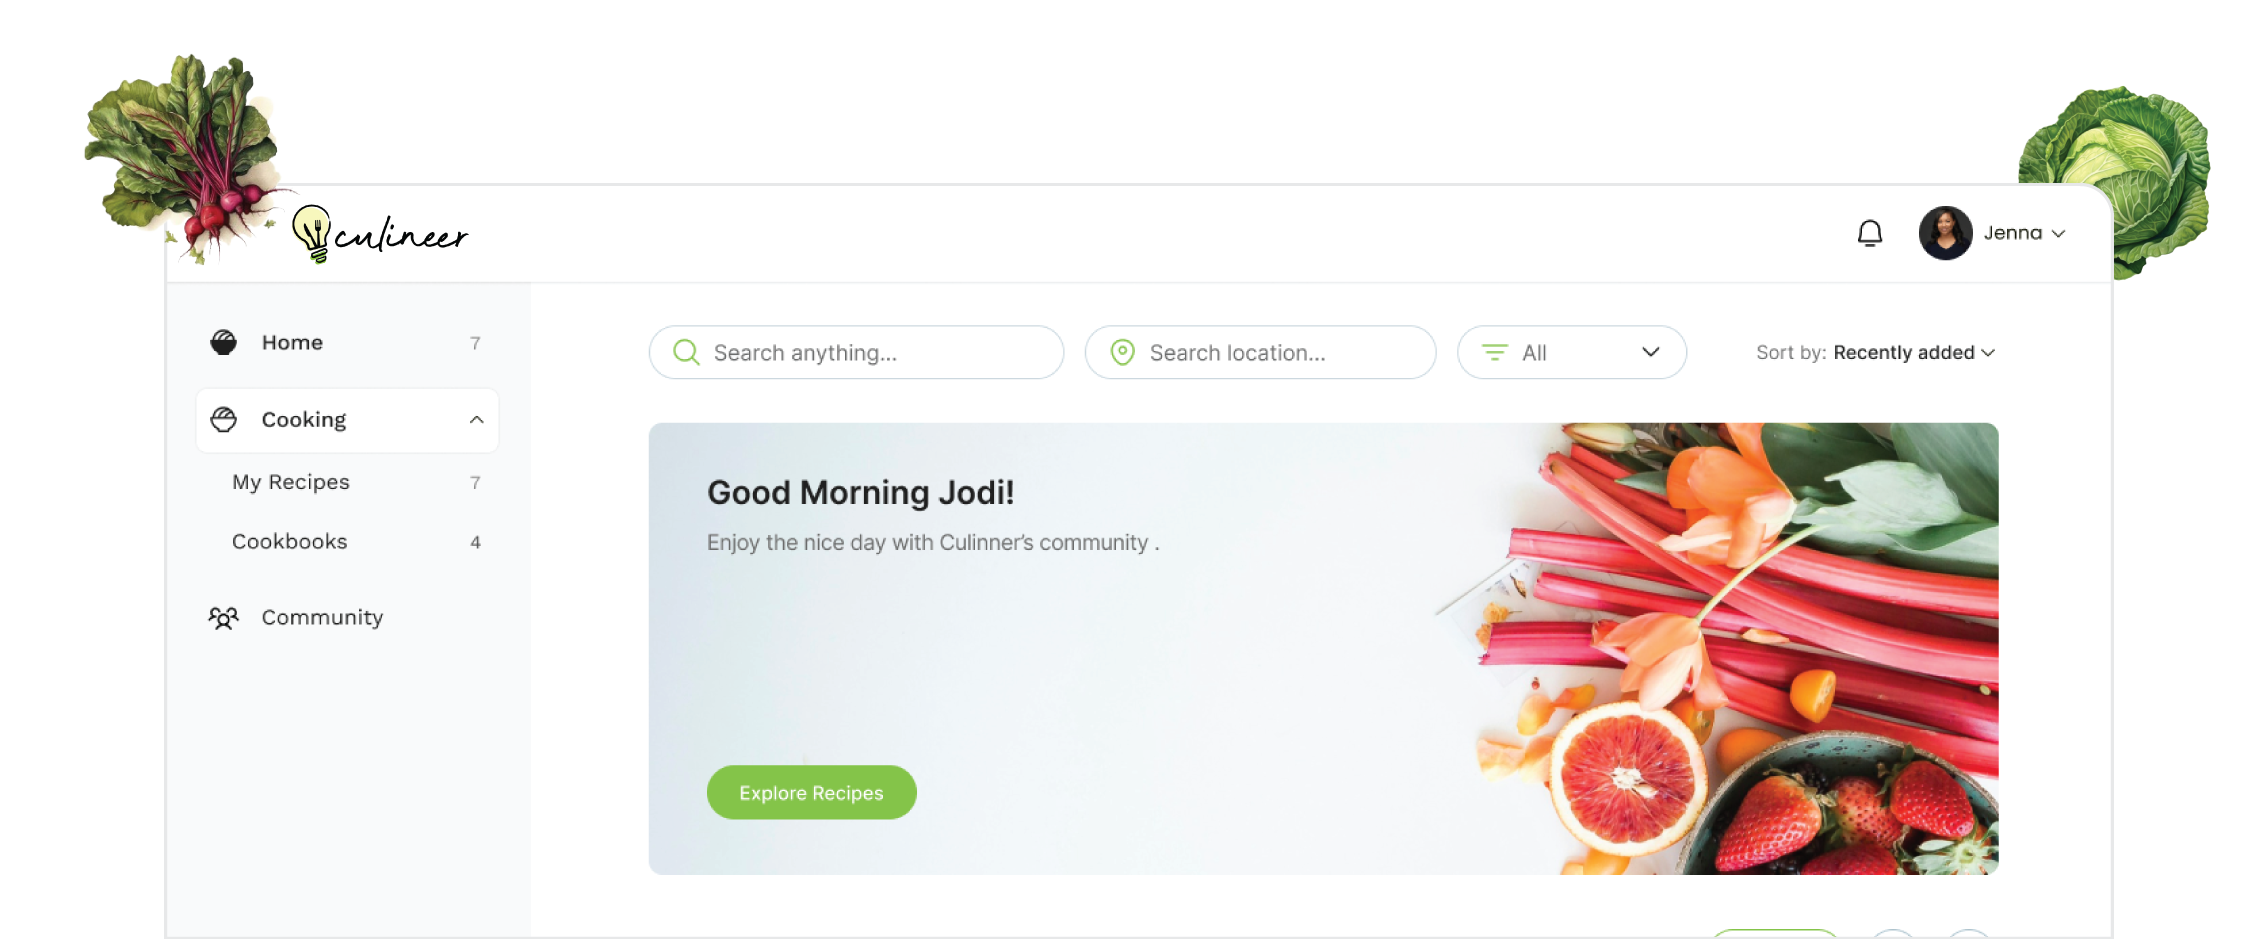 culineer
Jenna
Home 7
Cooking
My Recipes 7
Cookbooks 4
Community
Search anything...
Search location...
All
Sort by: Recently added
Good Morning Jodi!
Enjoy the nice day with Culinner's community .
Explore Recipes